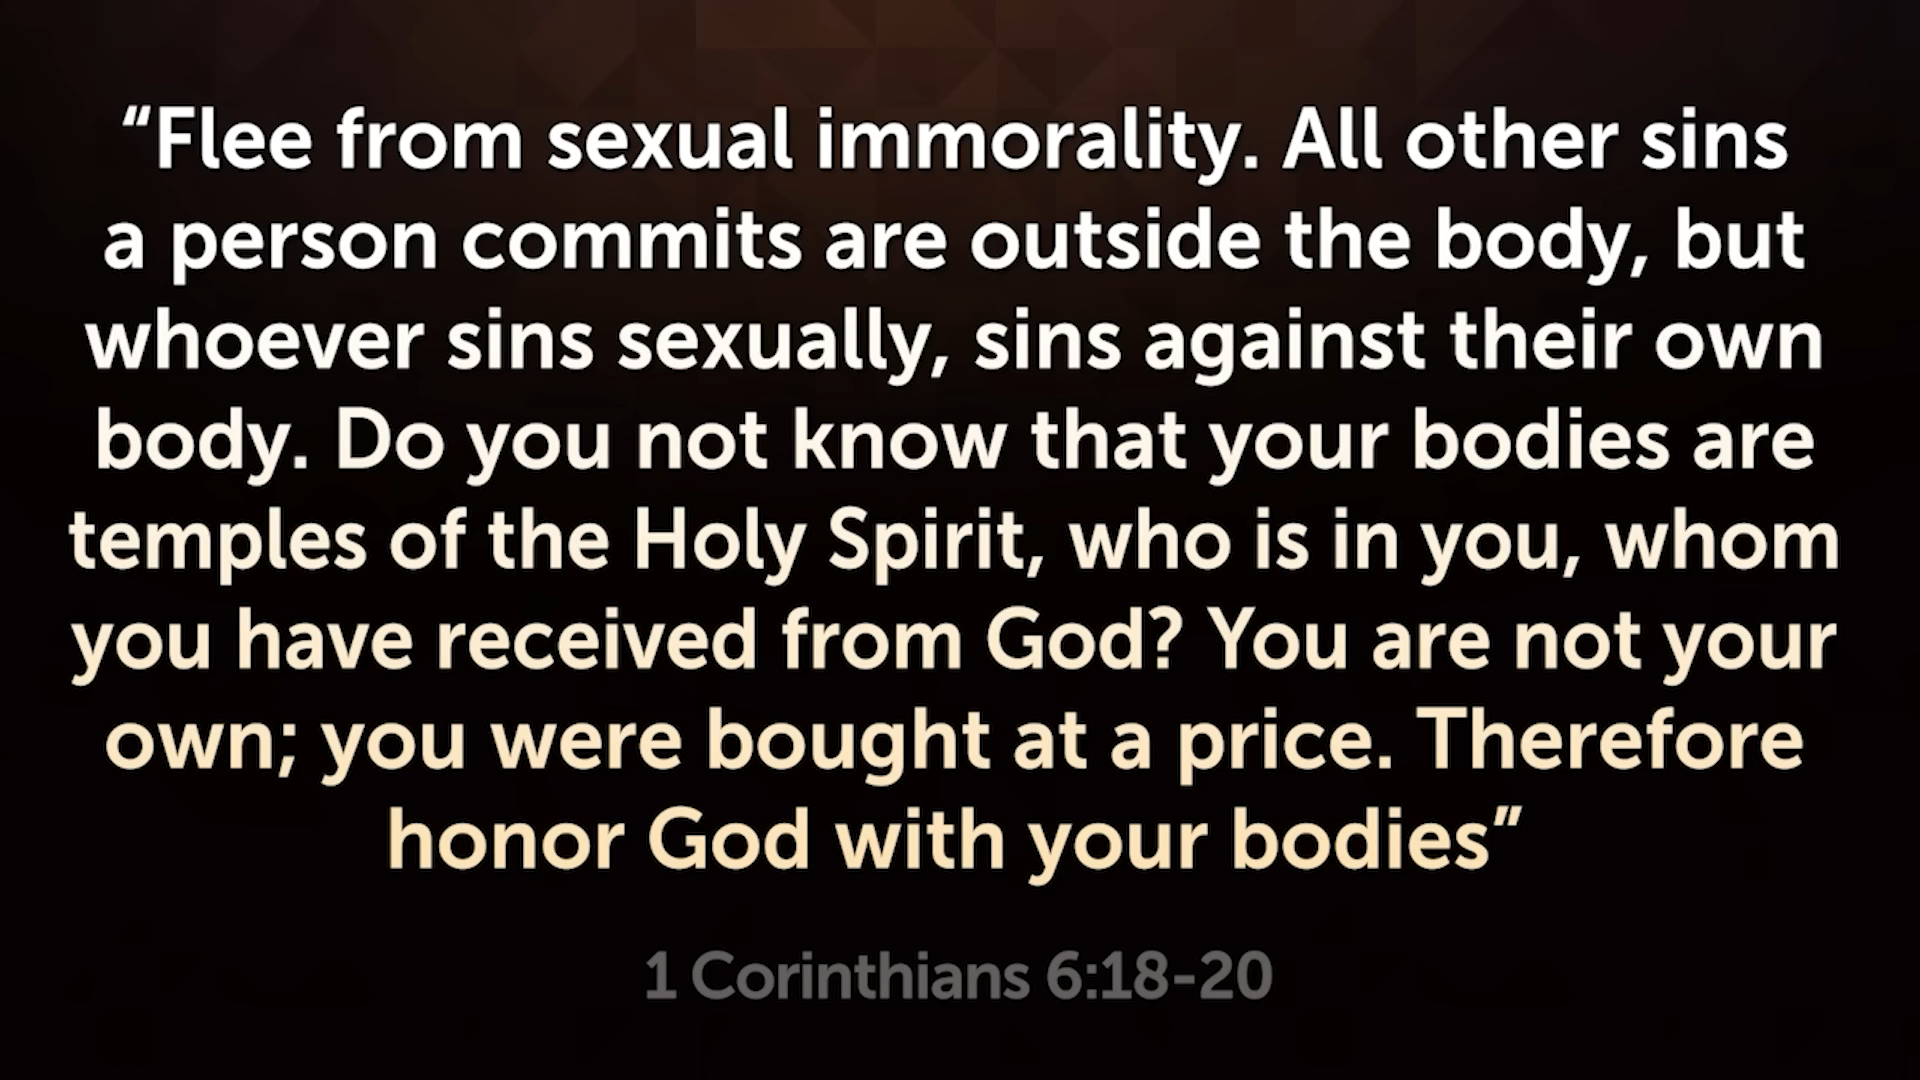 “Flee from sexual immorality. All other sins
a person commits are outside the body, but
whoever sins sexually, sins against their own
body. Do you not know that your bodies are
temples of the Holy Spirit, who is in you, whom
you have received from God? You are not your
own; you were bought at a price. Therefore
honor God with your bodies”
1 Corinthians 6:18-20